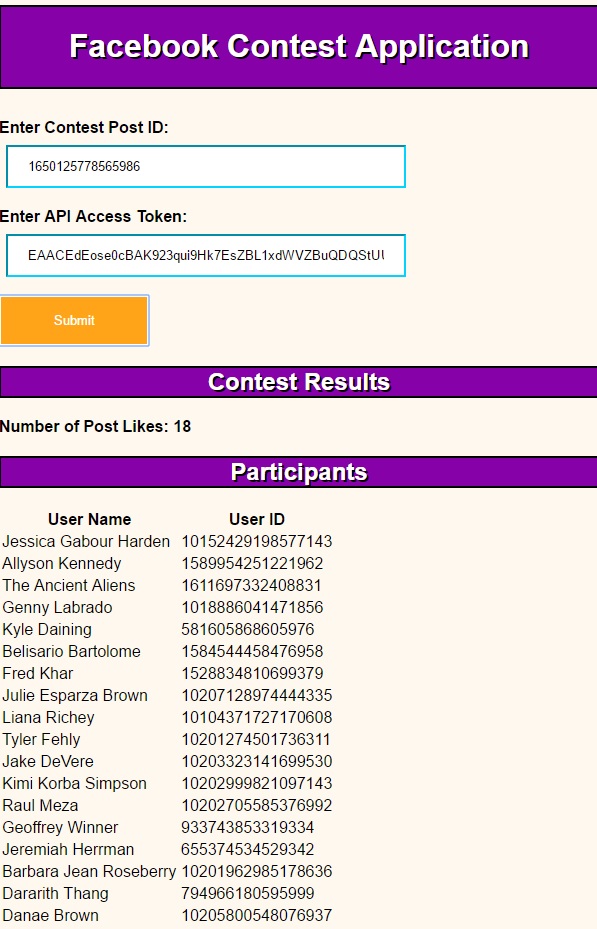 Facebook Contest Application
Enter Contest Post ID:
1650125778565986
Enter API Access Token:
EAACEdEose0cBAK923qui9Hk7EsZBL1xdWVZBuQDQStUU
Submit
Contest Results
Number of Post Likes: 18
Participants
User Name User ID
Jessica Gabour Harden 10152429198577143
Allyson Kennedy 1589954251221962
The Ancient Aliens 1611697332408831
Genny Labrado 1018886041471856
Kyle Daining 581605868605976
Belisario Bartolome 1584544458476958
Fred Khar 1528834810699379
Julie Esparza Brown 10207128974444335
Liana Richey 10104371727170608
Tyler Fehly 10201274501736311
Jake DeVere 10203323141699530
Kimi Korba Simpson 10202999821097143
Raul Meza 10202705585376992
Geoffrey Winner 933743853319334
Jeremiah Herrman 655374534529342
Barbara Jean Roseberry 10201962985178636
Dararith Thang 794966180595999
Danae Brown 10205800548076937